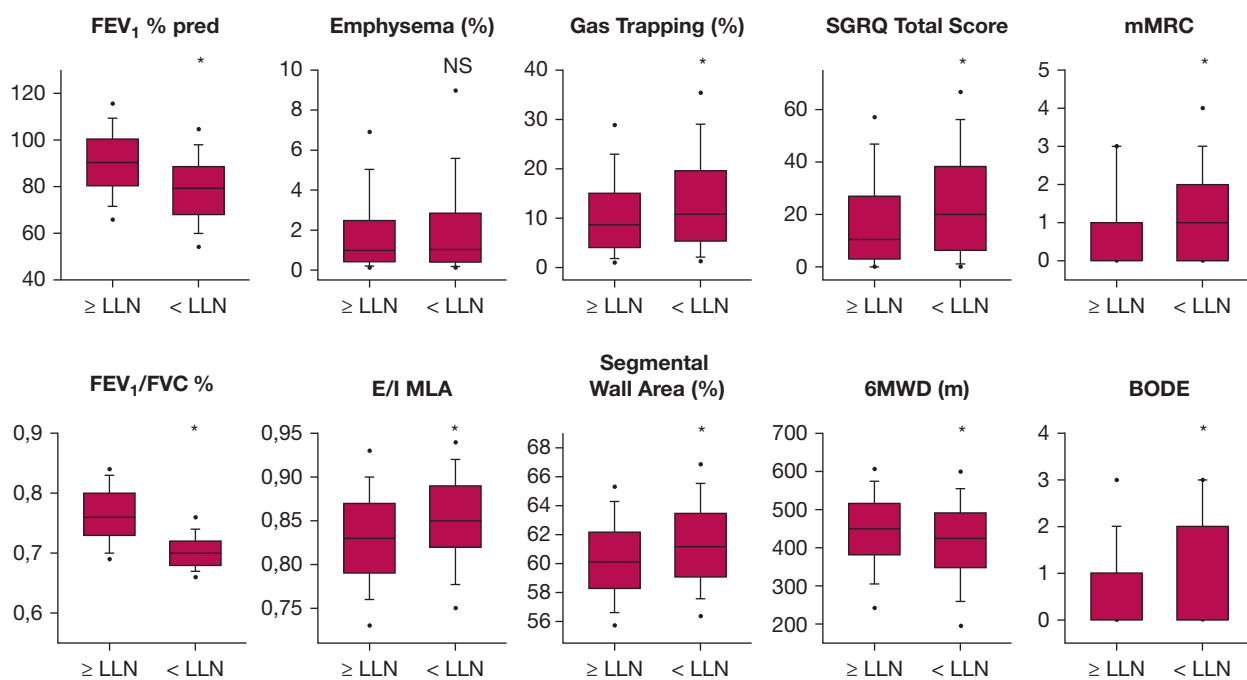 FEV₁ % pred
*
120
100
80
60
40
≥ LLN < LLN
Emphysema (%)
NS
10
8
6
4
2
0
≥ LLN < LLN
Gas Trapping (%)
*
40
30
20
10
0
≥ LLN < LLN
SGRQ Total Score
*
60
40
20
0
≥ LLN < LLN
mMRC
*
5
4
3
2
1
0
≥ LLN < LLN
FEV₁/FVC %
*
0,9
0,8
0,7
0,6
≥ LLN < LLN
E/I MLA
*
0,95
0,90
0,85
0,80
0,75
≥ LLN < LLN
Segmental
Wall Area (%)
*
68
66
64
62
60
58
56
≥ LLN < LLN
6MWD (m)
*
700
600
500
400
300
200
≥ LLN < LLN
BODE
*
4
3
2
1
0
≥ LLN < LLN